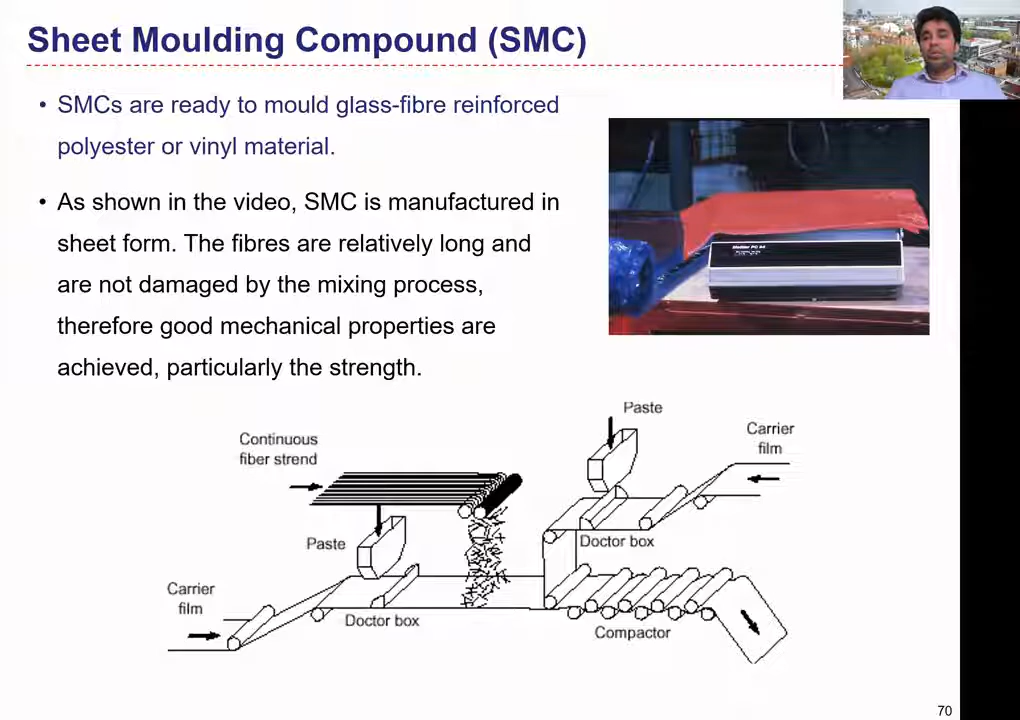 Sheet Moulding Compound (SMC)
• SMCs are ready to mould glass-fibre reinforced
polyester or vinyl material.
• As shown in the video, SMC is manufactured in
sheet form. The fibres are relatively long and
are not damaged by the mixing process,
therefore good mechanical properties are
achieved, particularly the strength.
Paste
Carrier
film
Continuous
fiber strend
Doctor box
Paste
Carrier
film
Doctor box
Compactor
70